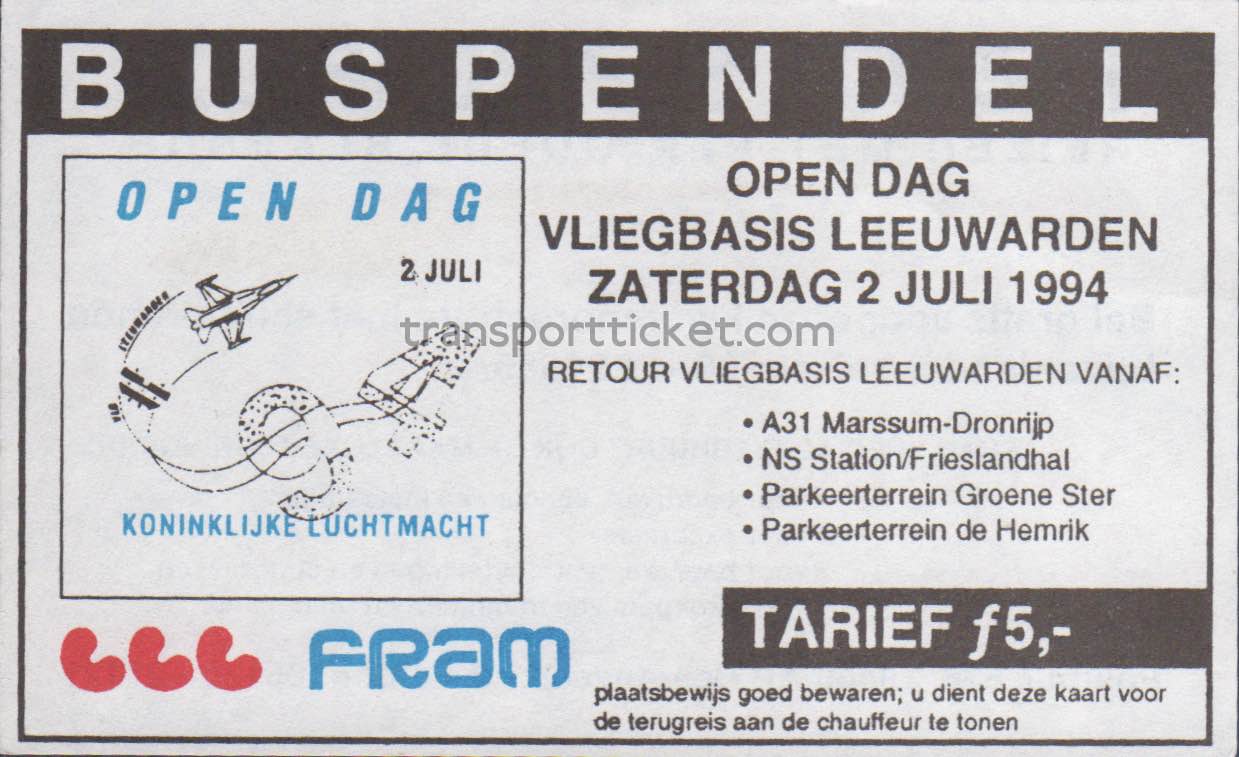 BUSPENDEL
OPEN DAG
2 JULI
LEEUWARDEN
94
KONINKLIJKE LUCHTMACHT
FRAM
OPEN DAG
VLIEGBASIS LEEUWARDEN
ZATERDAG 2 JULI 1994
transportticket.com
RETOUR VLIEGBASIS LEEUWARDEN VANAF:
• A31 Marssum-Dronrijp
• NS Station/Frieslandhal
• Parkeerterrein Groene Ster
• Parkeerterrein de Hemrik
TARIEF ƒ5,-
plaatsbewijs goed bewaren; u dient deze kaart voor
de terugreis aan de chauffeur te tonen